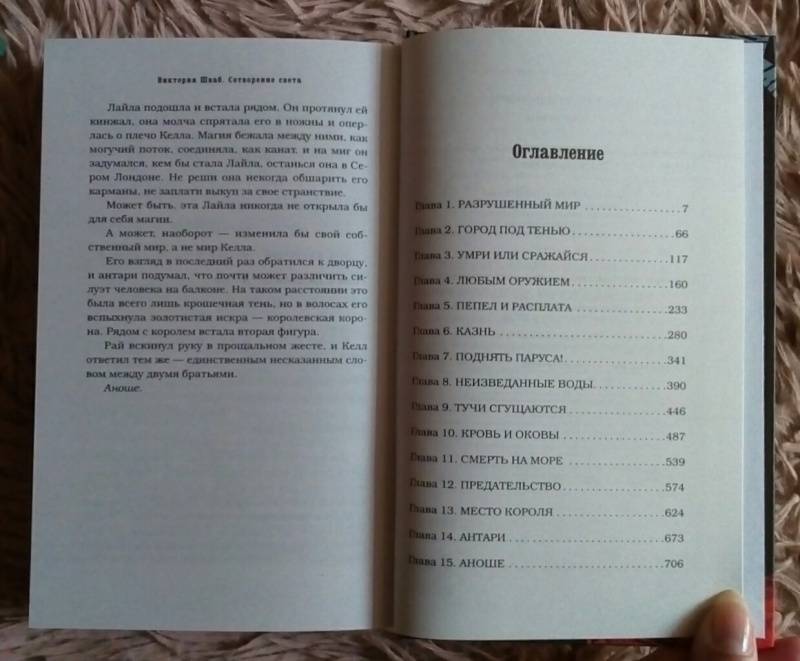 Виктория Шваб. Сотворение света
Лайла подошла и встала рядом. Он протянул ей
кинжал, она молча спрятала его в ножны и опер-
лась о плечо Келла. Магия бежала между ними, как
могучий поток, соединяла, как канат, и на миг он
задумался, кем бы стала Лайла, останься она в Се-
ром Лондоне. Не реши она некогда обшарить его
карманы, не заплати выкуп за свое странствие.
Может быть, эта Лайла никогда не открыла бы
для себя магии.
А может, наоборот — изменила бы свой соб-
ственный мир, а не мир Келла.
Его взгляд в последний раз обратился к дворцу,
и антари подумал, что почти может различить си-
луэт человека на балконе. На таком расстоянии это
была всего лишь крошечная тень, но в волосах его
вспыхнула золотистая искра — королевская коро-
на. Рядом с королем встала вторая фигура.
Рай вскинул руку в прощальном жесте, и Келл
ответил тем же — единственным несказанным сло-
вом между двумя братьями.
Аноше.
Оглавление
Глава 1. РАЗРУШЕННЫЙ МИР ................ 7
Глава 2. ГОРОД ПОД ТЕНЬЮ ................ 66
Глава 3. УМРИ ИЛИ СРАЖАЙСЯ ............. 117
Глава 4. ЛЮБЫМ ОРУЖИЕМ ................ 160
Глава 5. ПЕПЕЛ И РАСПЛАТА ............... 233
Глава 6. КАЗНЬ ............................ 280
Глава 7. ПОДНЯТЬ ПАРУСА! ................. 341
Глава 8. НЕИЗВЕДАННЫЕ ВОДЫ ............. 390
Глава 9. ТУЧИ СГУЩАЮТСЯ ................ 446
Глава 10. КРОВЬ И ОКОВЫ ................. 487
Глава 11. СМЕРТЬ НА МОРЕ ................ 539
Глава 12. ПРЕДАТЕЛЬСТВО ................. 574
Глава 13. МЕСТО КОРОЛЯ .................. 624
Глава 14. АНТАРИ ......................... 673
Глава 15. АНОШЕ ......................... 706